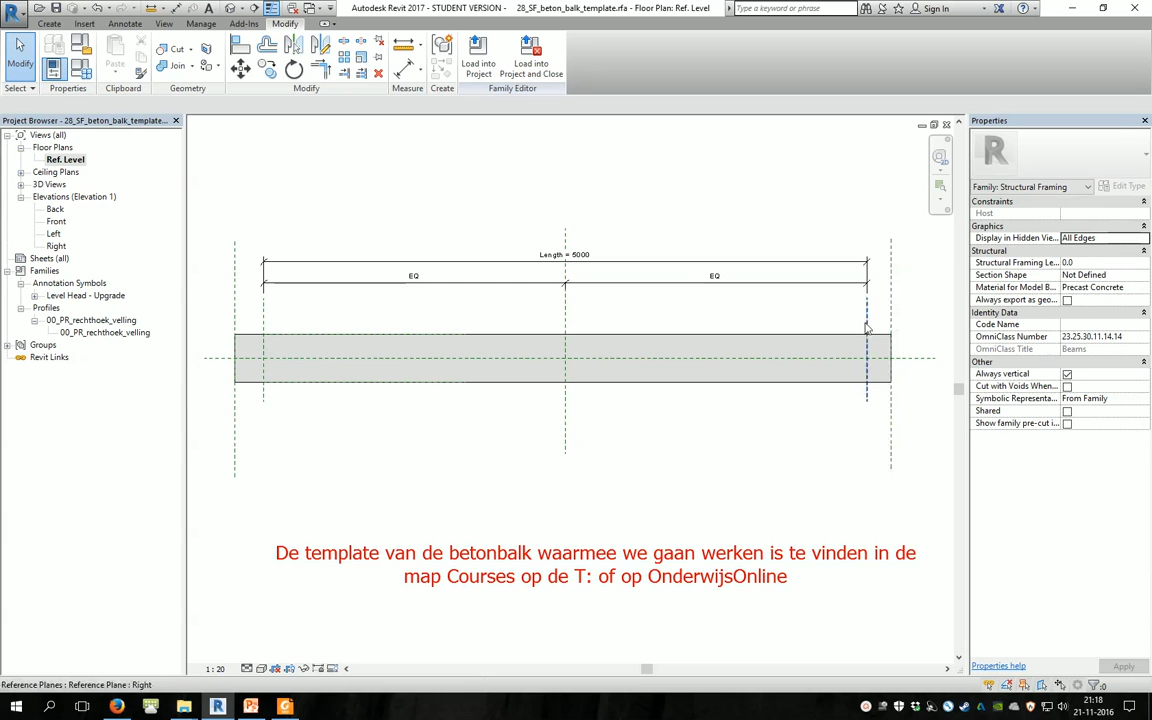 Autodesk Revit 2017 - STUDENT VERSION - 28_SF_beton_balk_template.rfa - Floor Plan: Ref. Level
Type a keyword or phrase
Sign In
Create Insert Annotate View Manage Add-Ins Modify
Modify
Cut
Join
Paste
Load into
Project
Load into
Project and Close
Select Properties Clipboard Geometry Modify Measure Create Family Editor
Project Browser - 28_SF_beton_balk_template...
Views (all)
Floor Plans
Ref. Level
Ceiling Plans
3D Views
Elevations (Elevation 1)
Back
Front
Left
Right
Sheets (all)
Families
Annotation Symbols
Level Head - Upgrade
Profiles
00_PR_rechthoek_velling
00_PR_rechthoek_velling
Groups
Revit Links
Length = 5000
EQ EQ
De template van de betonbalk waarmee we gaan werken is te vinden in de
map Courses op de T: of op OnderwijsOnline
Properties
Family: Structural Framing
Edit Type
Constraints
Host
Graphics
Display in Hidden Vie... All Edges
Structural
Structural Framing Le... 0.0
Section Shape Not Defined
Material for Model B... Precast Concrete
Always export as geo...
Identity Data
Code Name
OmniClass Number 23.25.30.11.14.14
OmniClass Title Beams
Other
Always vertical
Cut with Voids When...
Symbolic Representa... From Family
Shared
Show family pre-cut i...
Properties help
Apply
1 : 20
Reference Planes : Reference Plane : Right
:0
21:18
21-11-2016